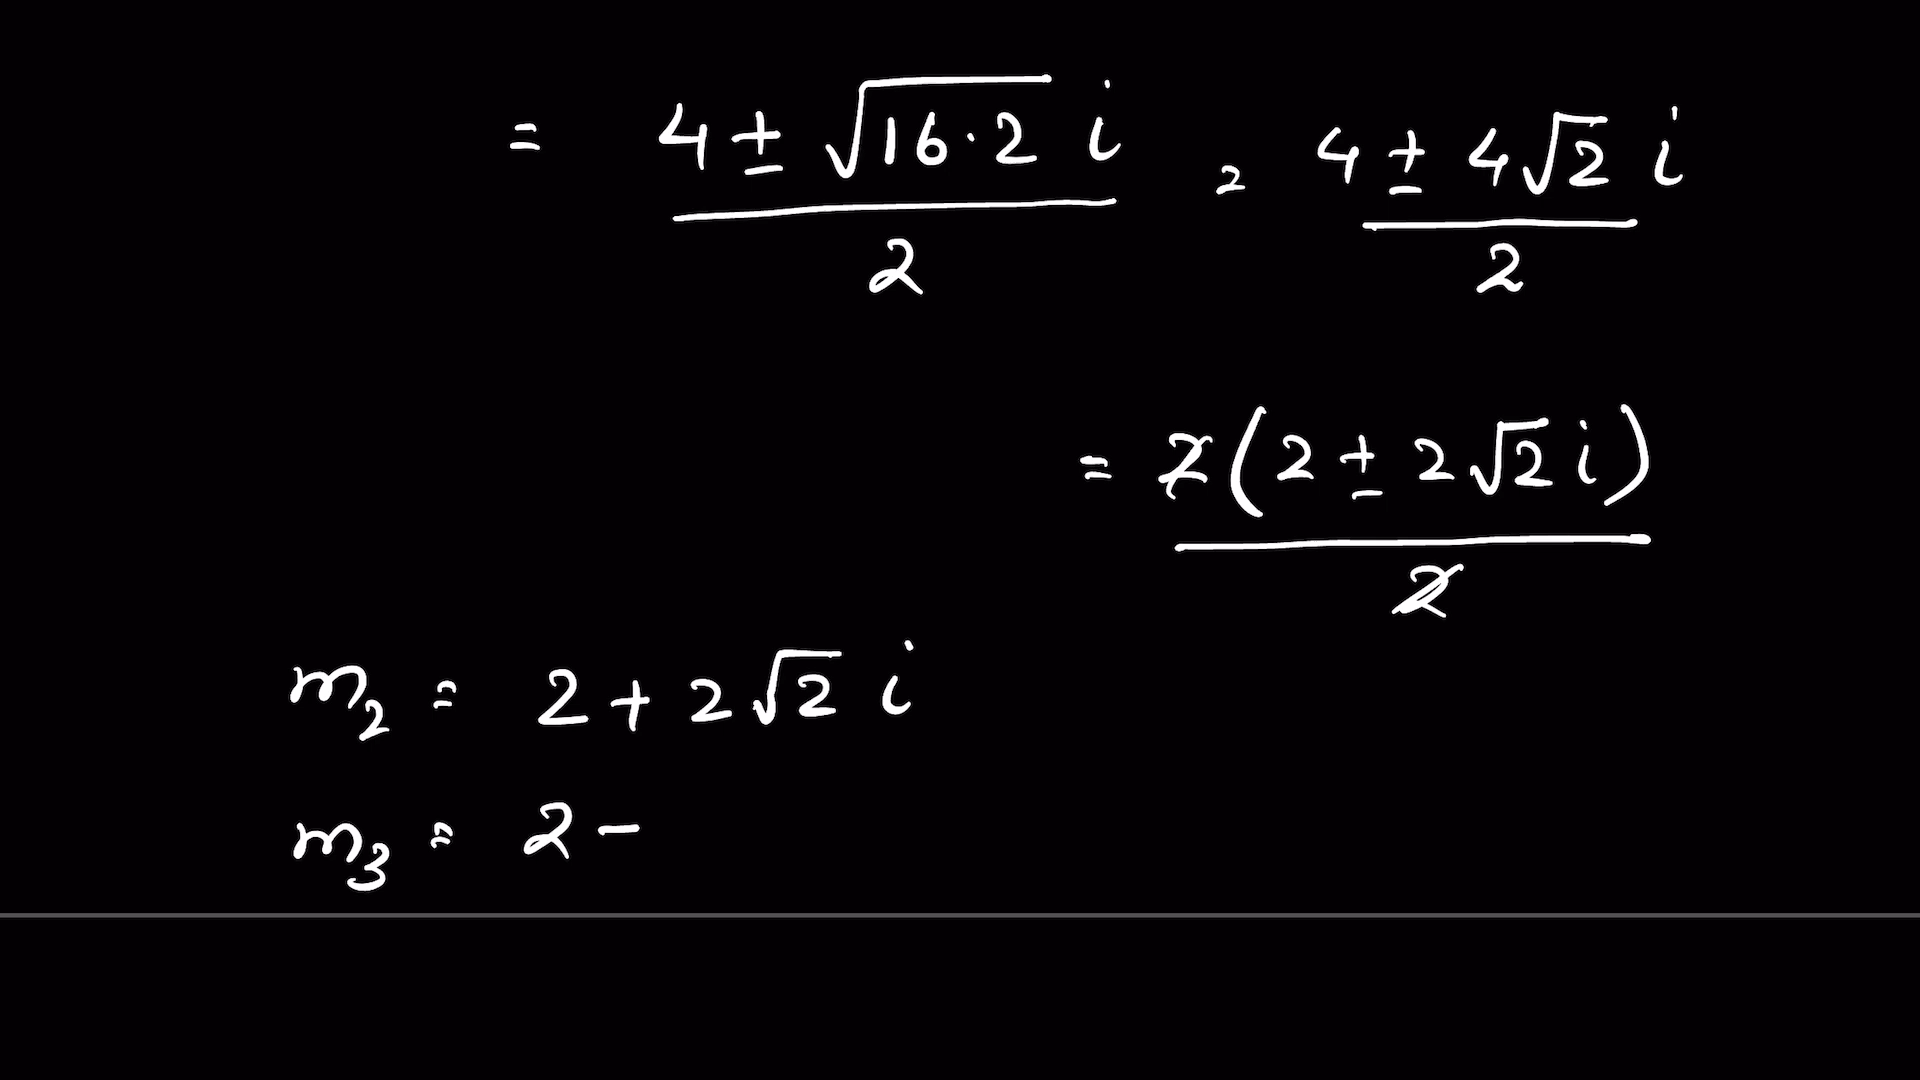 = (4 ± √(16·2) i) / 2 = (4 ± 4√2 i) / 2
= 2(2 ± 2√2 i) / 2
m₂ = 2 + 2√2 i
m₃ = 2 −